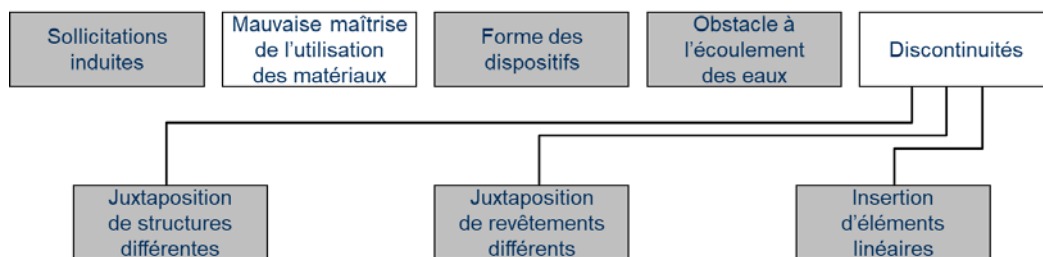 Sollicitations
induites
Mauvaise maîtrise
de l'utilisation
des matériaux
Forme des
dispositifs
Obstacle à
l'écoulement
des eaux
Discontinuités
Juxtaposition
de structures
différentes
Juxtaposition
de revêtements
différents
Insertion
d'éléments
linéaires